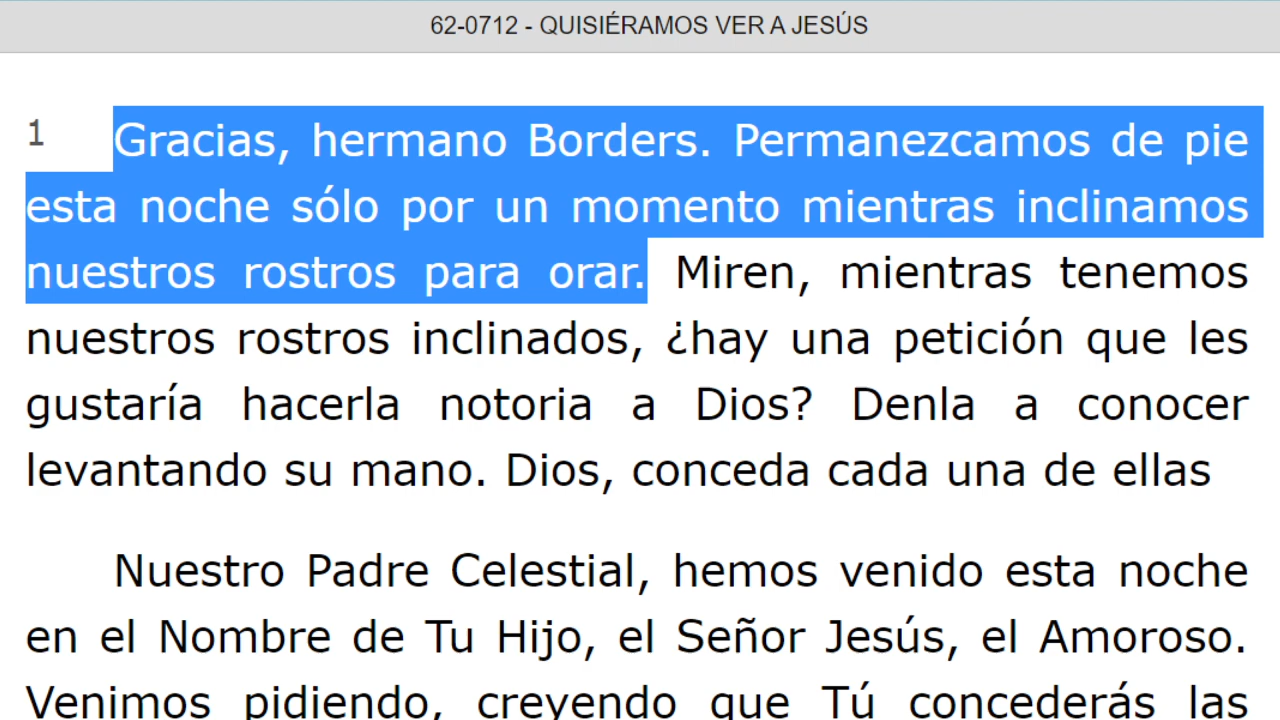 62-0712 - QUISIÉRAMOS VER A JESÚS
1 Gracias, hermano Borders. Permanezcamos de pie
esta noche sólo por un momento mientras inclinamos
nuestros rostros para orar. Miren, mientras tenemos
nuestros rostros inclinados, ¿hay una petición que les
gustaría hacerla notoria a Dios? Denla a conocer
levantando su mano. Dios, conceda cada una de ellas
Nuestro Padre Celestial, hemos venido esta noche
en el Nombre de Tu Hijo, el Señor Jesús, el Amoroso.
Venimos pidiendo, creyendo que Tú concederás las